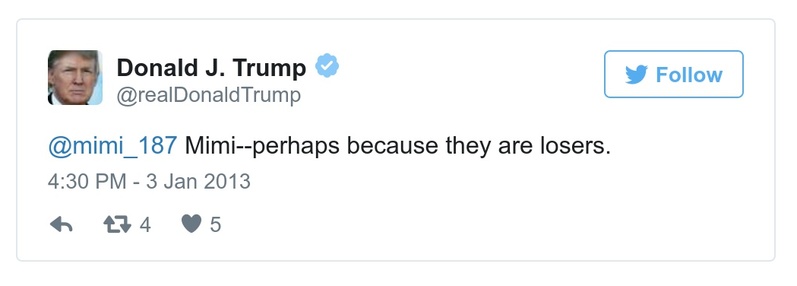 Donald J. Trump
@realDonaldTrump
Follow
@mimi_187 Mimi--perhaps because they are losers.
4:30 PM - 3 Jan 2013
4 5